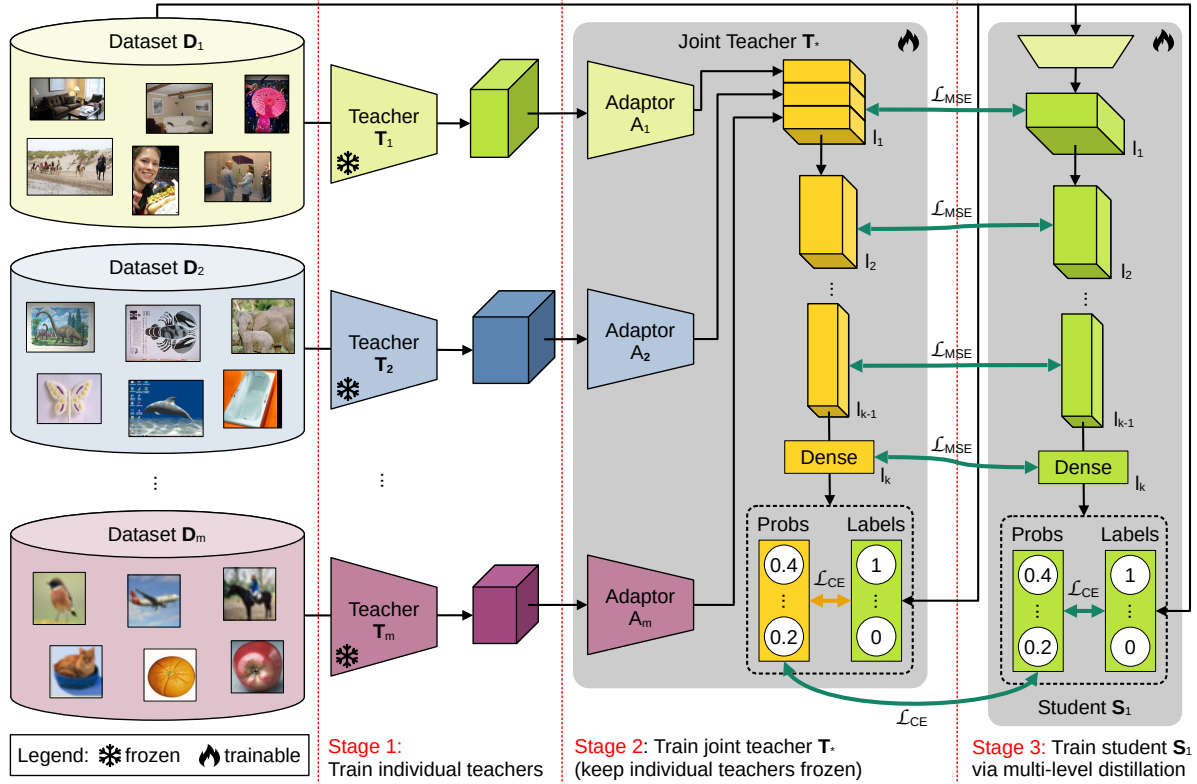 Dataset D₁
Teacher T₁
Adaptor A₁
Joint Teacher T*
l₁
ℒMSE
l₁
l₂
ℒMSE
l₂
⋮
⋮
Dataset D₂
Teacher T₂
Adaptor A₂
lₖ₋₁
ℒMSE
lₖ₋₁
Dense
lₖ
ℒMSE
Dense
lₖ
⋮
⋮
Dataset Dₘ
Teacher Tₘ
Adaptor Aₘ
Probs Labels
0.4 ℒCE 1
⋮ ⋮
0.2 0
Probs Labels
0.4 ℒCE 1
⋮ ⋮
0.2 0
ℒCE
Student S₁
Legend: frozen trainable
Stage 1:
Train individual teachers
Stage 2: Train joint teacher T*
(keep individual teachers frozen)
Stage 3: Train student S₁
via multi-level distillation